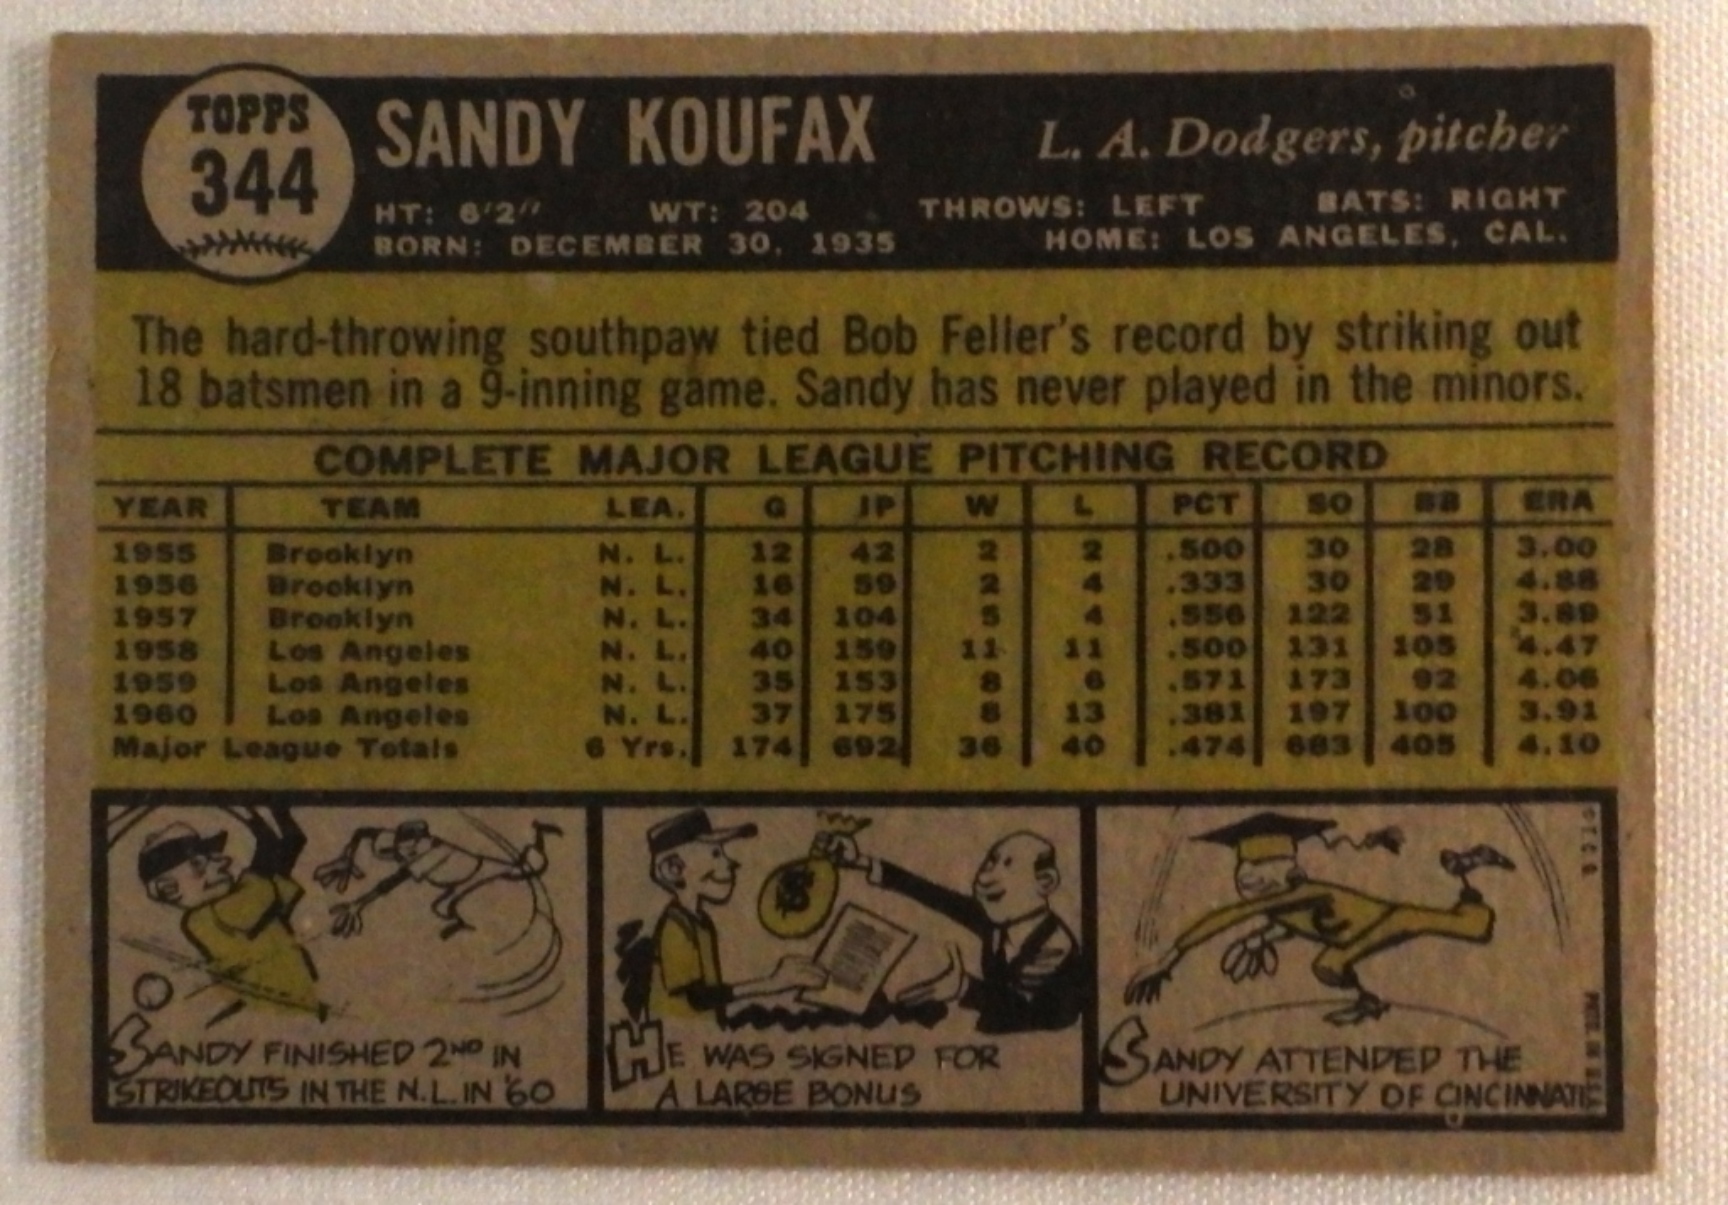 TOPPS
344
SANDY KOUFAX
L. A. Dodgers, pitcher
HT: 6'2" WT: 204 THROWS: LEFT BATS: RIGHT
BORN: DECEMBER 30, 1935 HOME: LOS ANGELES, CAL.
The hard-throwing southpaw tied Bob Feller's record by striking out
18 batsmen in a 9-inning game. Sandy has never played in the minors.
COMPLETE MAJOR LEAGUE PITCHING RECORD
YEAR TEAM LEA. G IP W L PCT SO BB ERA
1955 Brooklyn N. L. 12 42 2 2 .500 30 28 3.00
1956 Brooklyn N. L. 16 59 2 4 .333 30 29 4.88
1957 Brooklyn N. L. 34 104 5 4 .556 122 51 3.89
1958 Los Angeles N. L. 40 159 11 11 .500 131 105 4.47
1959 Los Angeles N. L. 35 153 8 6 .571 173 92 4.06
1960 Los Angeles N. L. 37 175 8 13 .381 197 100 3.91
Major League Totals 6 Yrs. 174 692 36 40 .474 683 405 4.10
$
SANDY FINISHED 2ND IN
STRIKEOUTS IN THE N.L. IN '60
HE WAS SIGNED FOR
A LARGE BONUS
SANDY ATTENDED THE
UNIVERSITY OF CINCINNATI